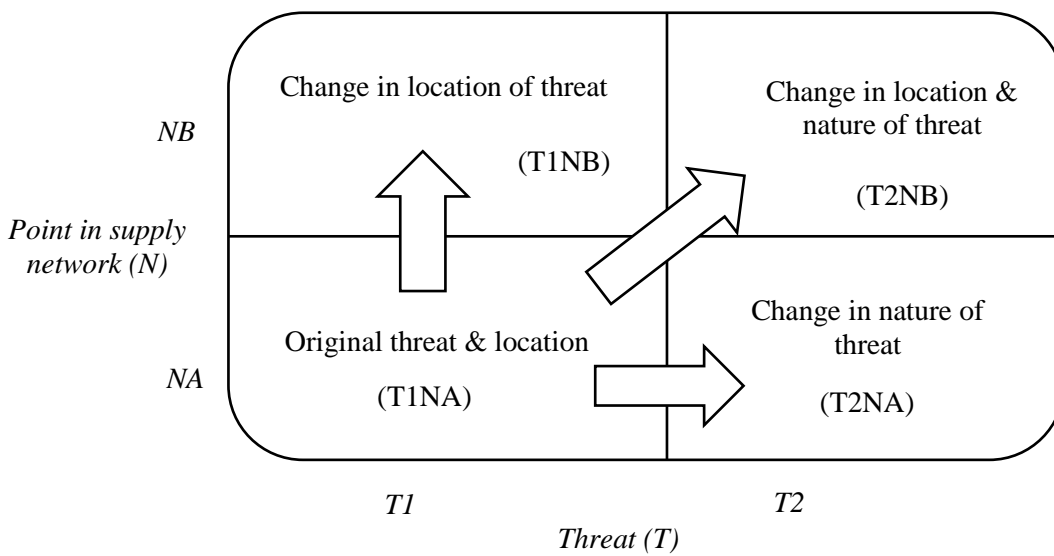 Change in location of threat
(T1NB)
Change in location &
nature of threat
(T2NB)
NB
Point in supply
network (N)
Original threat & location
(T1NA)
Change in nature of
threat
(T2NA)
NA
T1
T2
Threat (T)